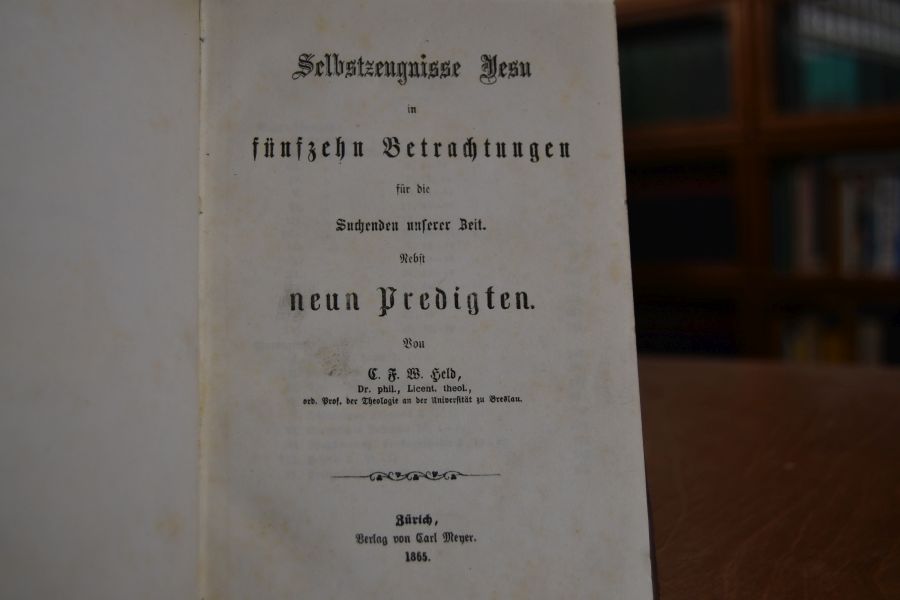 Selbstzeugnisse Jesu
in
fünfzehn Betrachtungen
für die
Suchenden unserer Zeit.
Nebst
neun Predigten.
Von
C. F. W. Held,
Dr. phil., Licent. theol.,
ord. Prof. der Theologie an der Universität zu Breslau.
Zürich,
Verlag von Carl Meyer.
1865.